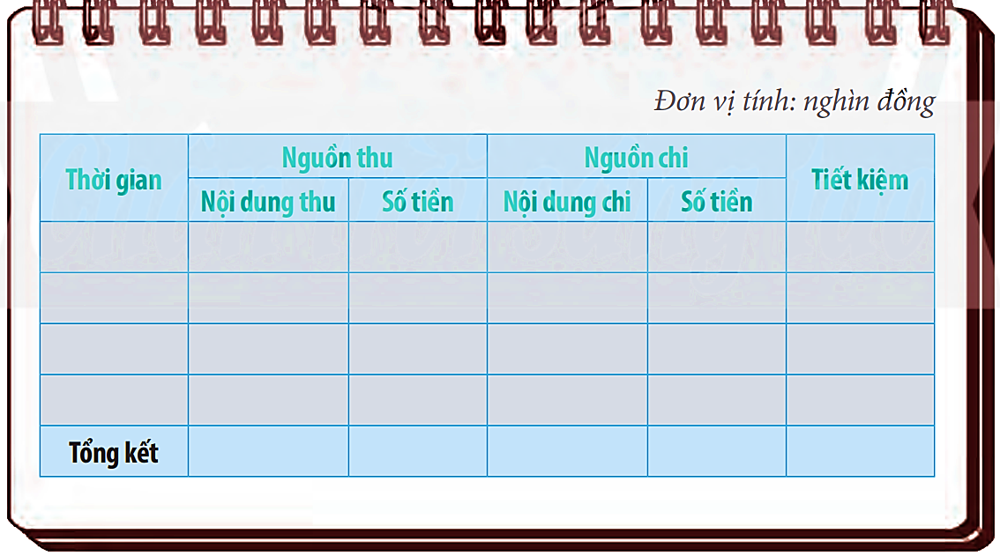 Đơn vị tính: nghìn đồng
Thời gian
Nguồn thu
Nguồn chi
Tiết kiệm
Nội dung thu
Số tiền
Nội dung chi
Số tiền
Tổng kết